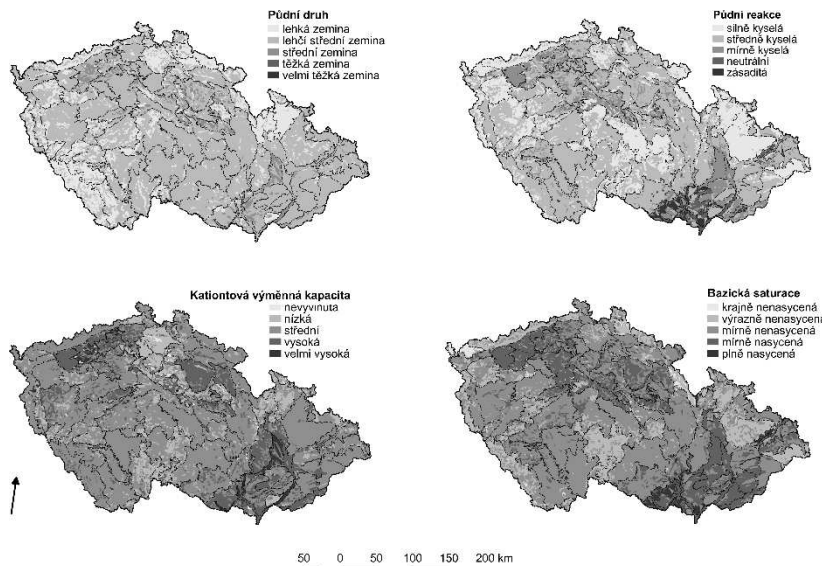 Půdní druh
lehká zemina
lehčí střední zemina
střední zemina
těžká zemina
velmi těžká zemina
Půdní reakce
silně kyselá
středně kyselá
mírně kyselá
neutrální
zásaditá
Kationtová výměnná kapacita
nevyvinutá
nízká
střední
vysoká
velmi vysoká
Bazická saturace
krajně nenasycená
výrazně nenasycená
mírně nenasycená
mírně nasycená
plně nasycená
50 0 50 100 150 200 km